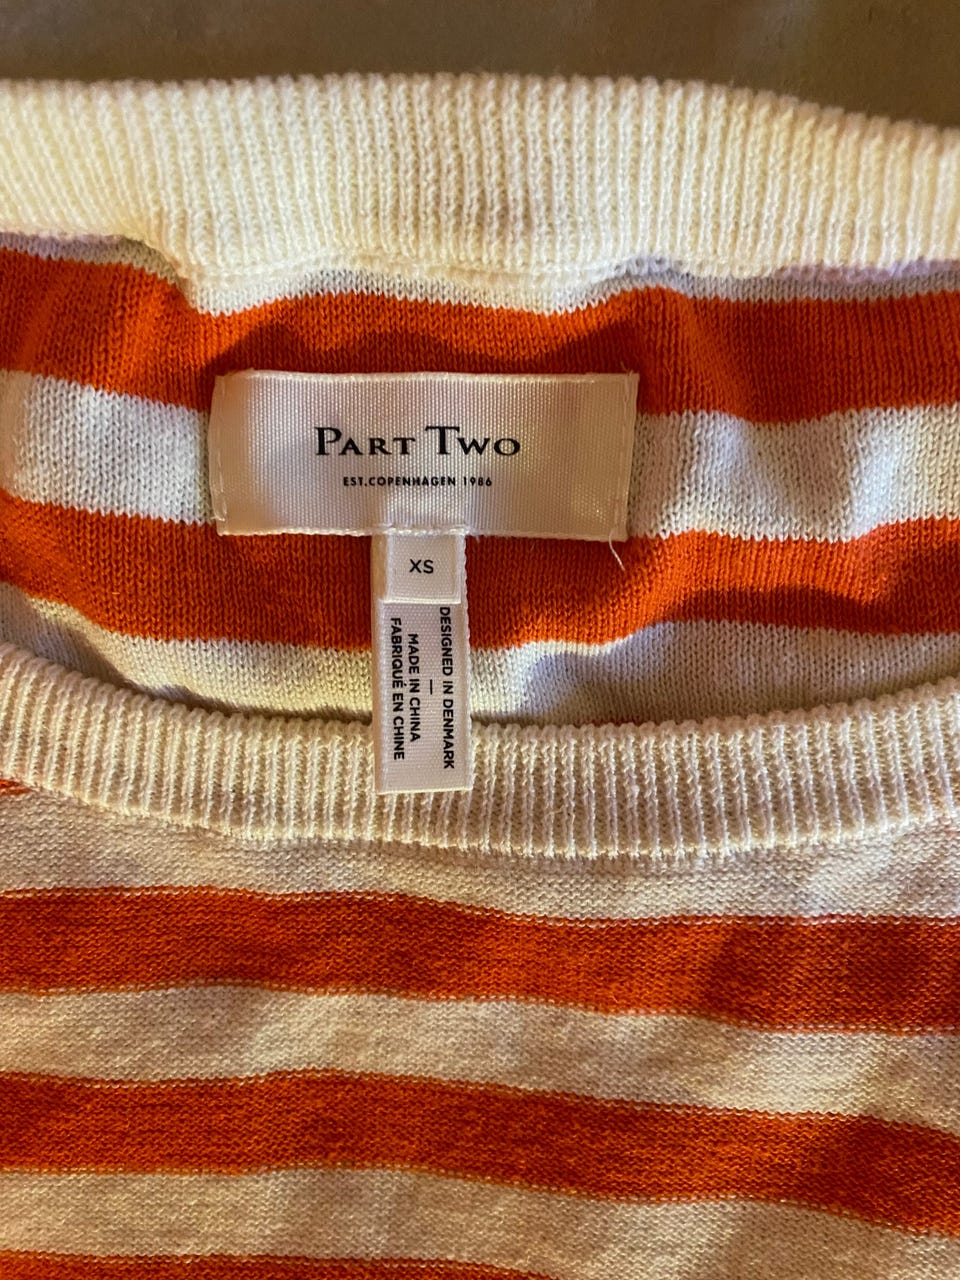 PART TWO
EST.COPENHAGEN 1986
XS
DESIGNED IN DENMARK
—
MADE IN CHINA
FABRIQUÉ EN CHINE